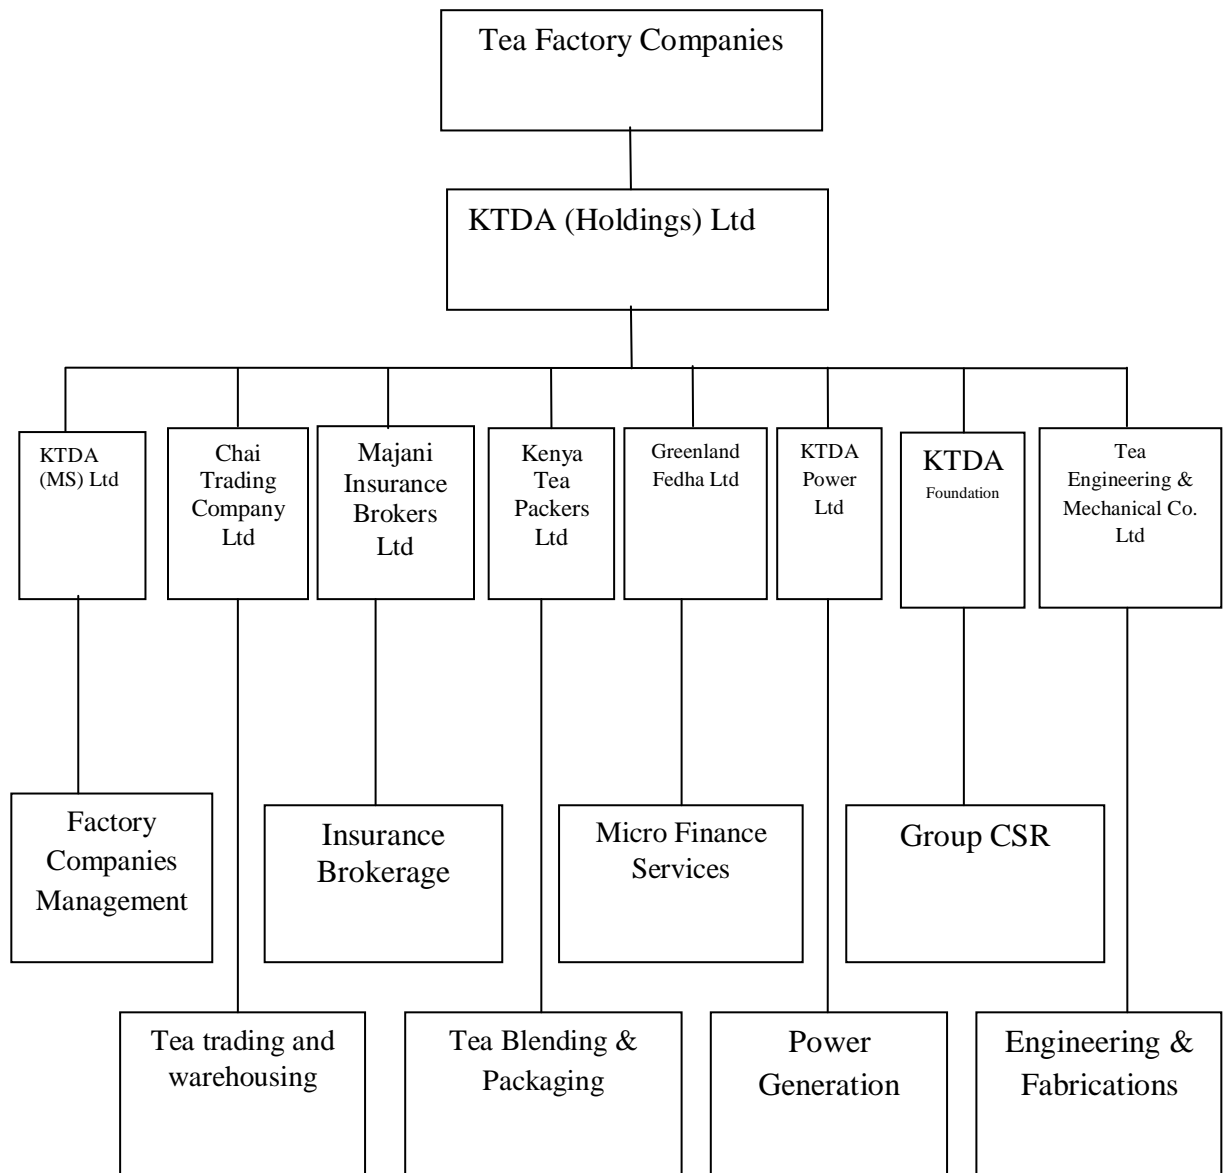 Tea Factory Companies
KTDA (Holdings) Ltd
KTDA
(MS) Ltd
Chai
Trading
Company
Ltd
Majani
Insurance
Brokers
Ltd
Kenya
Tea
Packers
Ltd
Greenland
Fedha Ltd
KTDA
Power
Ltd
KTDA
Foundation
Tea
Engineering &
Mechanical Co.
Ltd
Factory
Companies
Management
Insurance
Brokerage
Micro Finance
Services
Group CSR
Tea trading and
warehousing
Tea Blending &
Packaging
Power
Generation
Engineering &
Fabrications